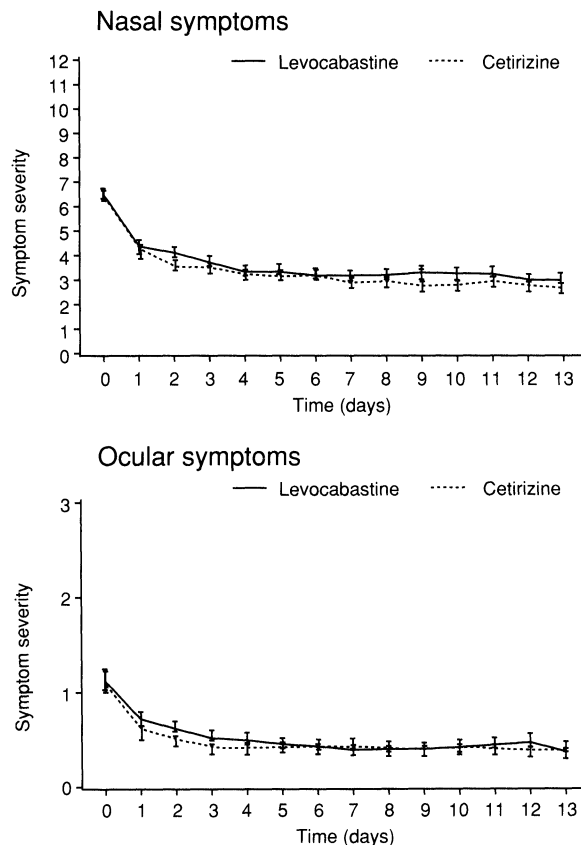 Nasal symptoms
Levocabastine Cetirizine
12
11
10
9
8
7
6
5
4
3
2
1
0
Symptom severity
0 1 2 3 4 5 6 7 8 9 10 11 12 13
Time (days)
Ocular symptoms
Levocabastine Cetirizine
3
2
1
0
Symptom severity
0 1 2 3 4 5 6 7 8 9 10 11 12 13
Time (days)